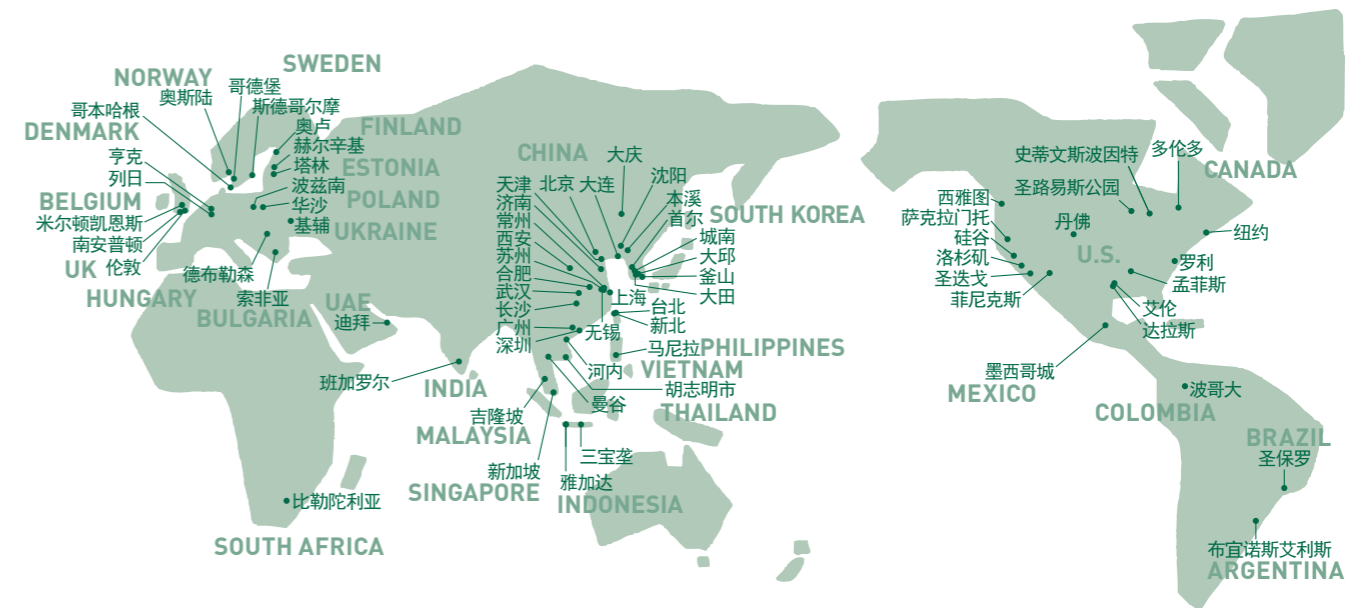 SWEDEN
NORWAY
哥德堡
奥斯陆
斯德哥尔摩
哥本哈根
DENMARK
奥卢
FINLAND
赫尔辛基
亨克
塔林
ESTONIA
列日
波兹南
BELGIUM
华沙
POLAND
米尔顿凯恩斯
基辅
UKRAINE
南安普顿
UK
伦敦
德布勒森
HUNGARY
索非亚
BULGARIA
UAE
迪拜
班加罗尔
INDIA
比勒陀利亚
SOUTH AFRICA
CHINA
大庆
天津
北京
大连
沈阳
济南
本溪
常州
首尔
SOUTH KOREA
西安
城南
苏州
大邱
合肥
釜山
武汉
上海
大田
长沙
台北
广州
无锡
新北
深圳
马尼拉
PHILIPPINES
河内
VIETNAM
胡志明市
曼谷
THAILAND
吉隆坡
MALAYSIA
三宝垄
新加坡
雅加达
SINGAPORE
INDONESIA
史蒂文斯波因特
多伦多
CANADA
圣路易斯公园
西雅图
萨克拉门托
丹佛
纽约
硅谷
U.S.
洛杉矶
罗利
圣迭戈
孟菲斯
菲尼克斯
艾伦
达拉斯
墨西哥城
MEXICO
波哥大
COLOMBIA
BRAZIL
圣保罗
布宜诺斯艾利斯
ARGENTINA